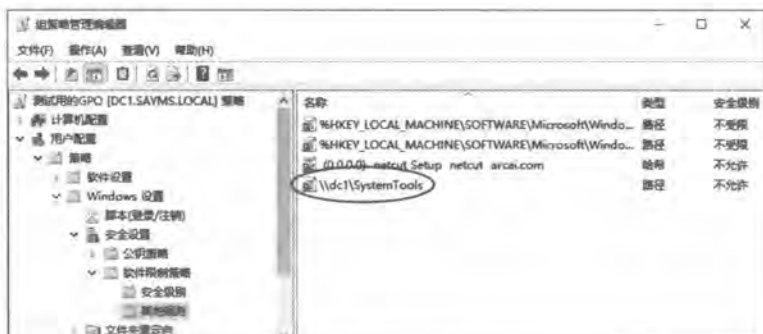 组策略管理编辑器
文件(F) 操作(A) 查看(V) 帮助(H)
测试用的GPO [DC1.SAYMS.LOCAL] 策略
计算机配置
用户配置
策略
软件设置
Windows 设置
脚本(登录/注销)
安全设置
公钥策略
软件限制策略
安全级别
其他规则
文件夹重定向
名称 类型 安全级别
%HKEY_LOCAL_MACHINE\SOFTWARE\Microsoft\Windo... 路径 不受限
%HKEY_LOCAL_MACHINE\SOFTWARE\Microsoft\Windo... 路径 不受限
(0.0.0.0) netcut Setup netcut arcai.com 哈希 不允许
\\dc1\SystemTools 路径 不允许